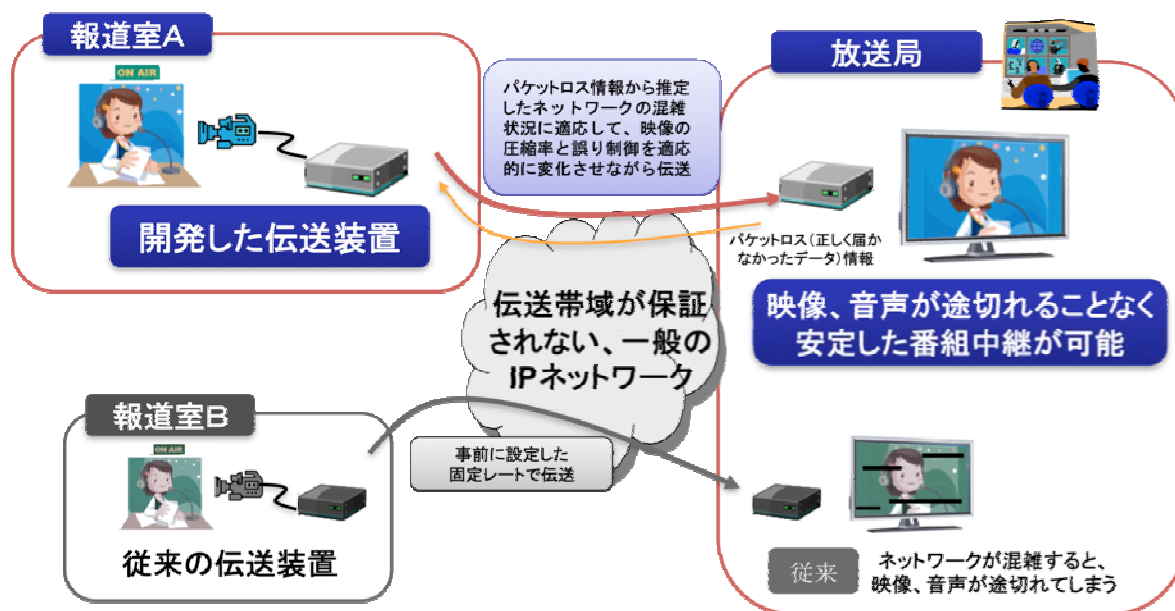 報道室A
ON AIR
開発した伝送装置
パケットロス情報から推定
したネットワークの混雑
状況に適応して、映像の
圧縮率と誤り制御を適応
的に変化させながら伝送
放送局
パケットロス(正しく届か
なかったデータ)情報
映像、音声が途切れることなく
安定した番組中継が可能
伝送帯域が保証
されない、一般の
IPネットワーク
報道室B
ON AIR
従来の伝送装置
事前に設定した
固定レートで伝送
従来
ネットワークが混雑すると、
映像、音声が途切れてしまう